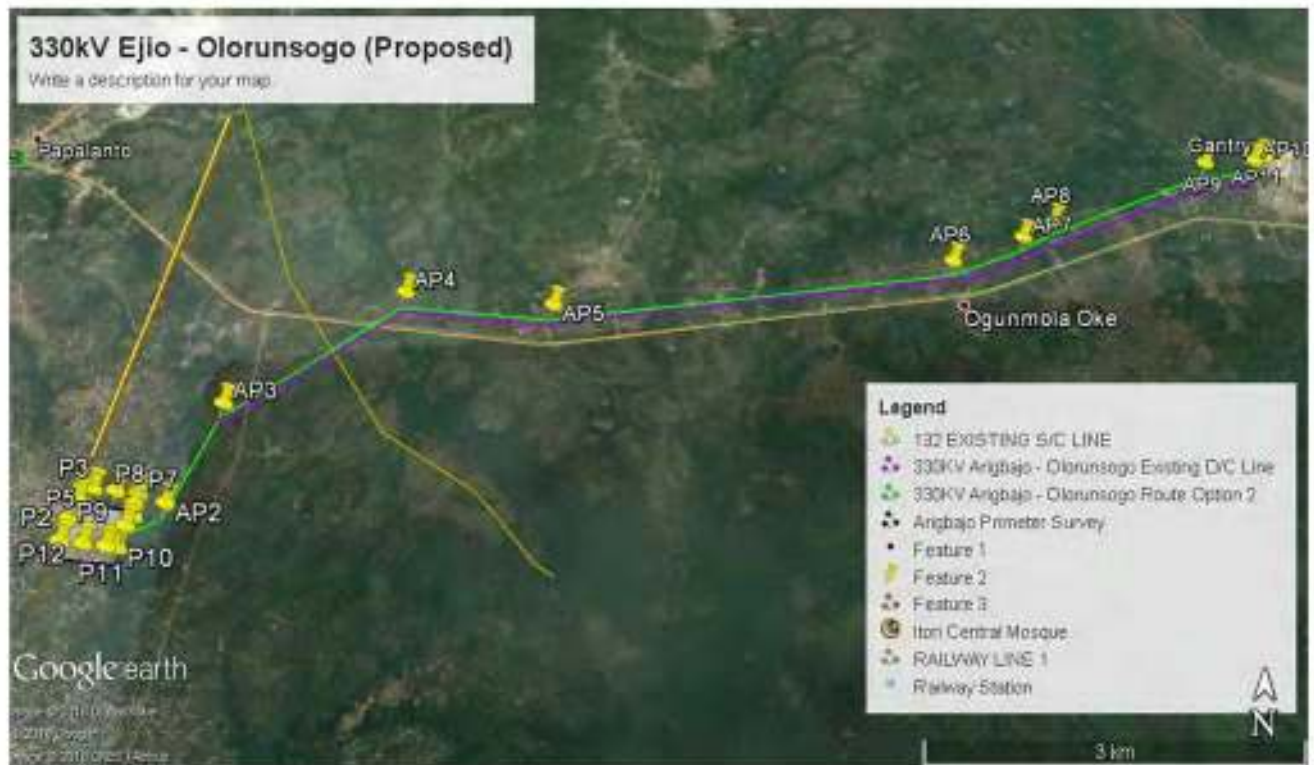 330kV Ejio - Olorunsogo (Proposed)
Write a description for your map.
Papalanto
Gantry
AP9
AP11
AP8
AP7
AP6
AP4
AP5
Ogunmola Oke
AP3
P3
P8
P7
P5
P9
AP2
P2
P12
P10
P11
Legend
132 EXISTING S/C LINE
330KV Arigbajo - Olorunsogo Existing D/C Line
330KV Arigbajo - Olorunsogo Route Option 2
Arigbajo Primeter Survey
Feature 1
Feature 2
Feature 3
Itori Central Mosque
RAILWAY LINE 1
Railway Station
Google earth
N
3 km